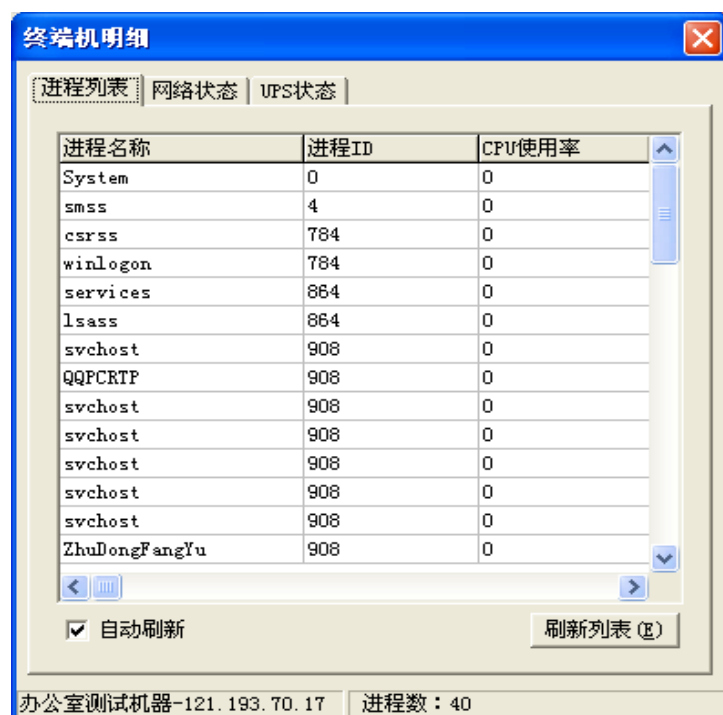 终端机明细
进程列表 网络状态 UPS状态
进程名称 进程ID CPU使用率
System 0 0
smss 4 0
csrss 784 0
winlogon 784 0
services 864 0
lsass 864 0
svchost 908 0
QQPCRTP 908 0
svchost 908 0
svchost 908 0
svchost 908 0
svchost 908 0
svchost 908 0
ZhuDongFangYu 908 0
自动刷新 刷新列表(E)
办公室测试机器-121.193.70.17 进程数：40